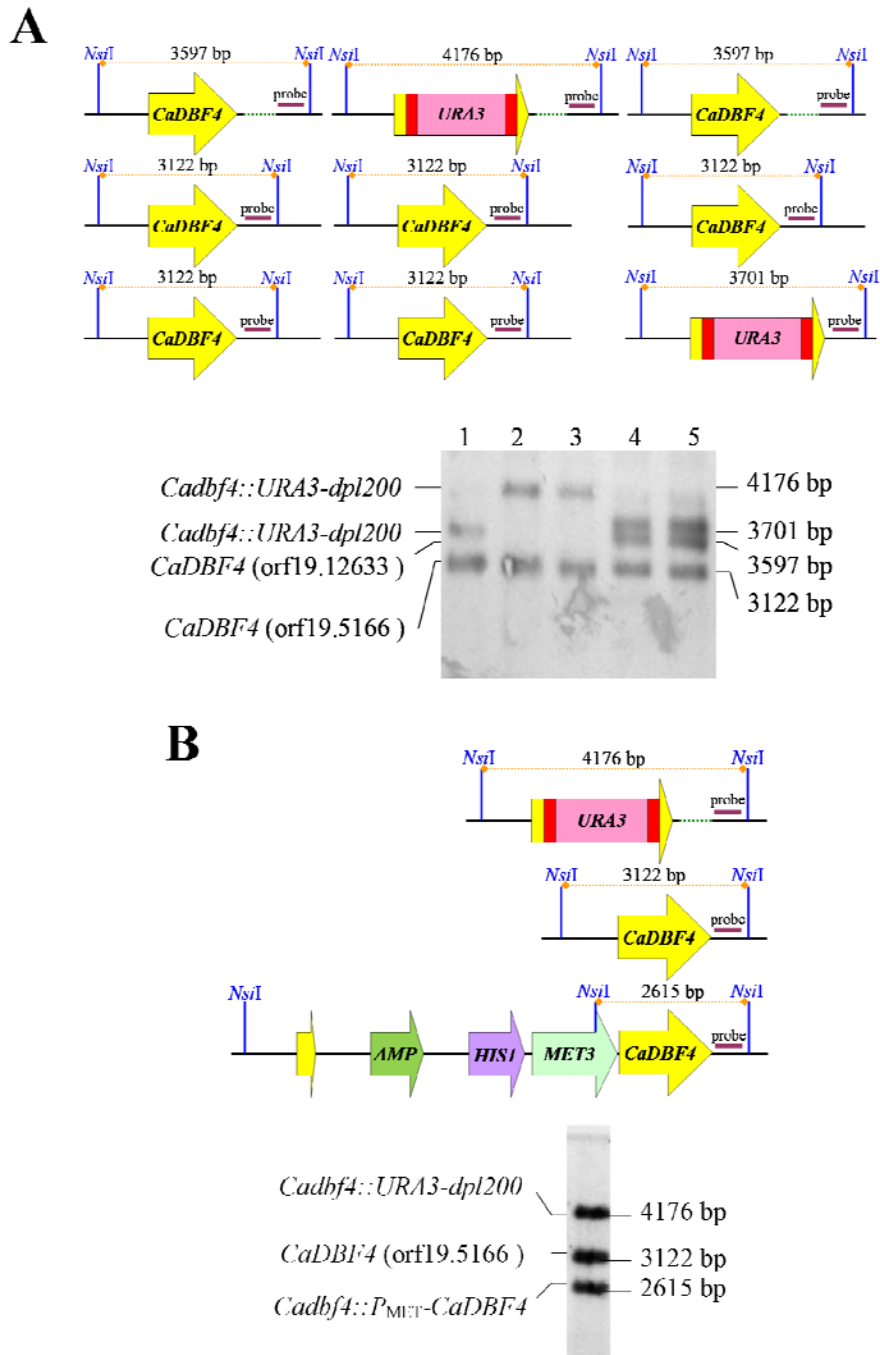 A
3597 bp 4176 bp 3597 bp
NsiI NsiI NsiI NsiI NsiI NsiI
probe probe probe
CaDBF4 URA3 CaDBF4
3122 bp 3122 bp 3122 bp
NsiI NsiI NsiI NsiI NsiI NsiI
probe probe probe
CaDBF4 CaDBF4 CaDBF4
3122 bp 3122 bp 3701 bp
NsiI NsiI NsiI NsiI NsiI NsiI
probe probe probe
CaDBF4 CaDBF4 URA3
1 2 3 4 5
Cadbf4::URA3-dpl200 4176 bp
Cadbf4::URA3-dpl200 3701 bp
CaDBF4 (orf19.12633 ) 3597 bp
3122 bp
CaDBF4 (orf19.5166 )
B
NsiI 4176 bp NsiI
probe
URA3
NsiI 3122 bp NsiI
probe
CaDBF4
NsiI NsiI 2615 bp NsiI
probe
AMP HIS1 MET3 CaDBF4
Cadbf4::URA3-dpl200 4176 bp
CaDBF4 (orf19.5166 ) 3122 bp
Cadbf4::PMET-CaDBF4 2615 bp